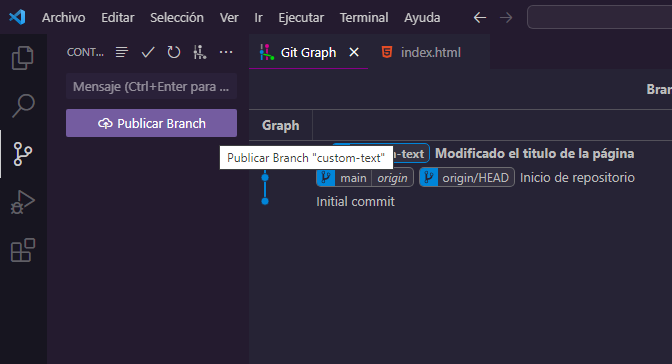 Archivo Editar Selección Ver Ir Ejecutar Terminal Ayuda
CONT... Git Graph index.html
Mensaje (Ctrl+Enter para ...
Bran
Publicar Branch
Graph
-text Modificado el titulo de la página
Publicar Branch "custom-text"
main origin origin/HEAD Inicio de repositorio
Initial commit